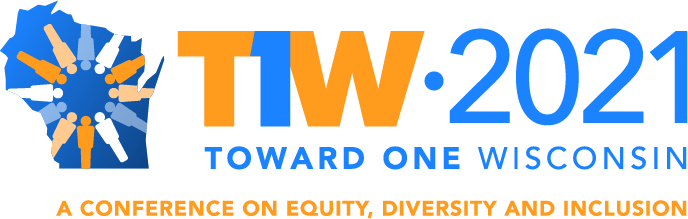 T1W•2021
TOWARD ONE WISCONSIN
A CONFERENCE ON EQUITY, DIVERSITY AND INCLUSION